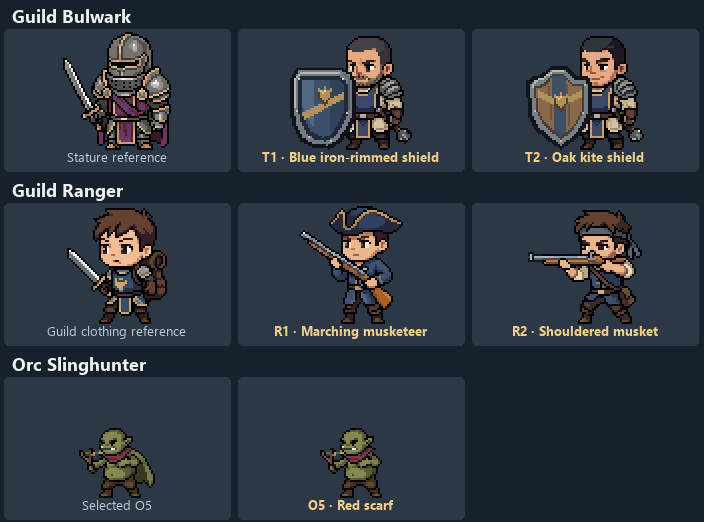 Guild Bulwark
Stature reference
T1 · Blue iron-rimmed shield
T2 · Oak kite shield
Guild Ranger
Guild clothing reference
R1 · Marching musketeer
R2 · Shouldered musket
Orc Slinghunter
Selected O5
O5 · Red scarf